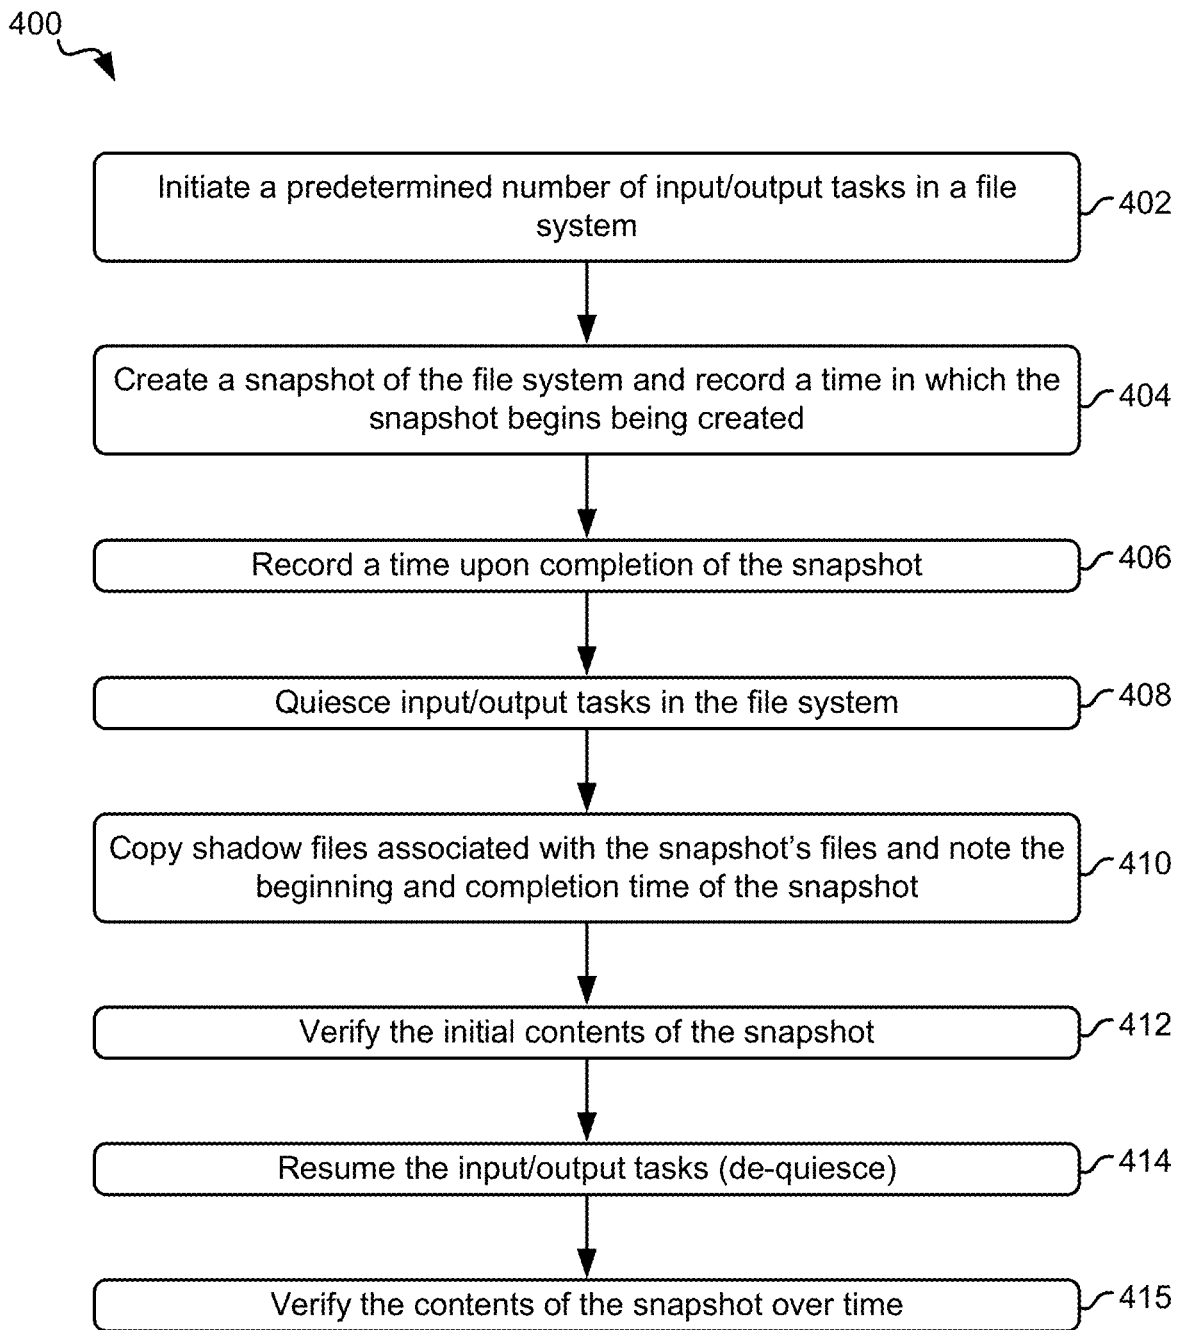 400
Initiate a predetermined number of input/output tasks in a file
system
402
Create a snapshot of the file system and record a time in which the
snapshot begins being created
404
Record a time upon completion of the snapshot
406
Quiesce input/output tasks in the file system
408
Copy shadow files associated with the snapshot's files and note the
beginning and completion time of the snapshot
410
Verify the initial contents of the snapshot
412
Resume the input/output tasks (de-quiesce)
414
Verify the contents of the snapshot over time
415